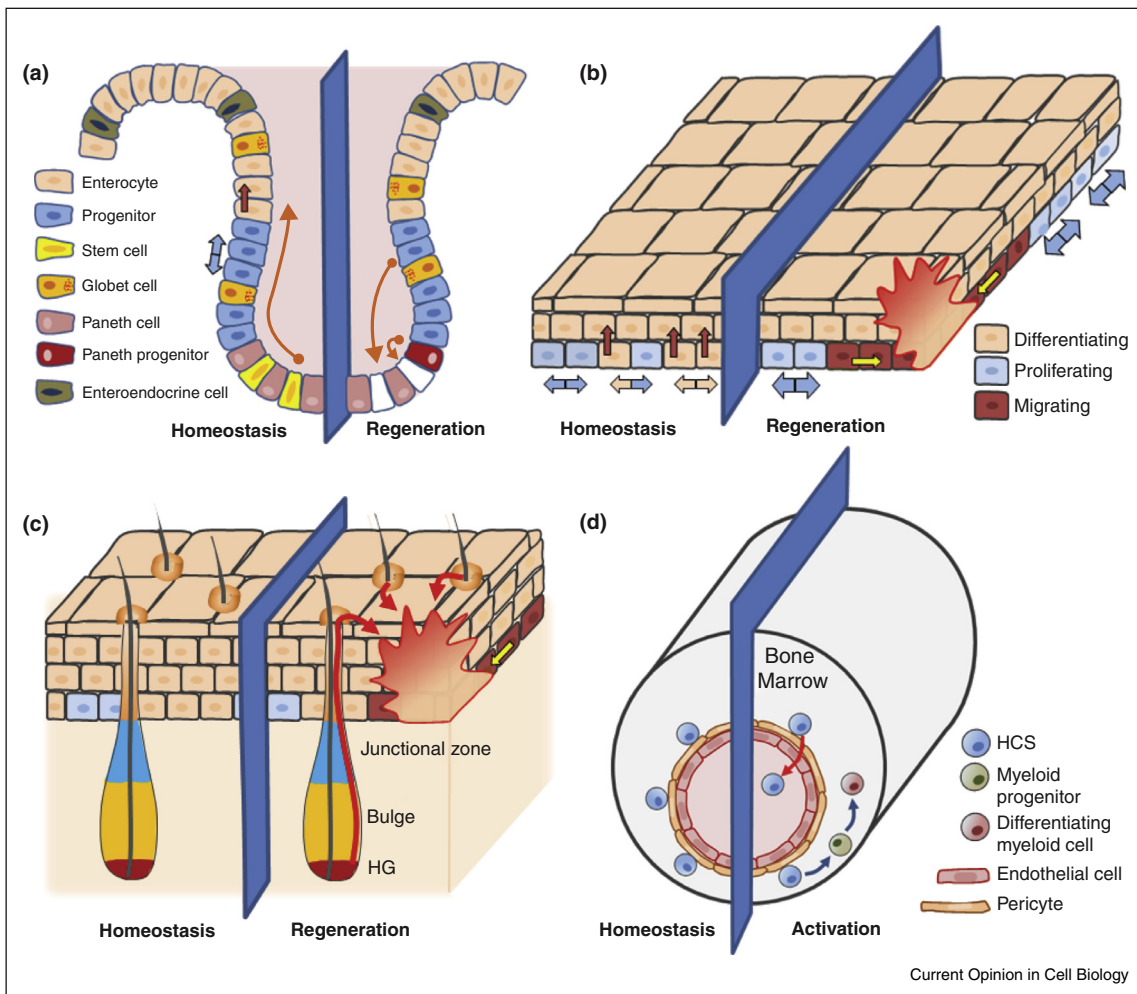 (a)
Enterocyte
Progenitor
Stem cell
Globet cell
Paneth cell
Paneth progenitor
Enteroendocrine cell
Homeostasis
Regeneration
(b)
Differentiating
Proliferating
Migrating
Homeostasis
Regeneration
(c)
Junctional zone
Bulge
HG
Homeostasis
Regeneration
(d)
Bone
Marrow
HCS
Myeloid
progenitor
Differentiating
myeloid cell
Endothelial cell
Pericyte
Homeostasis
Activation
Current Opinion in Cell Biology